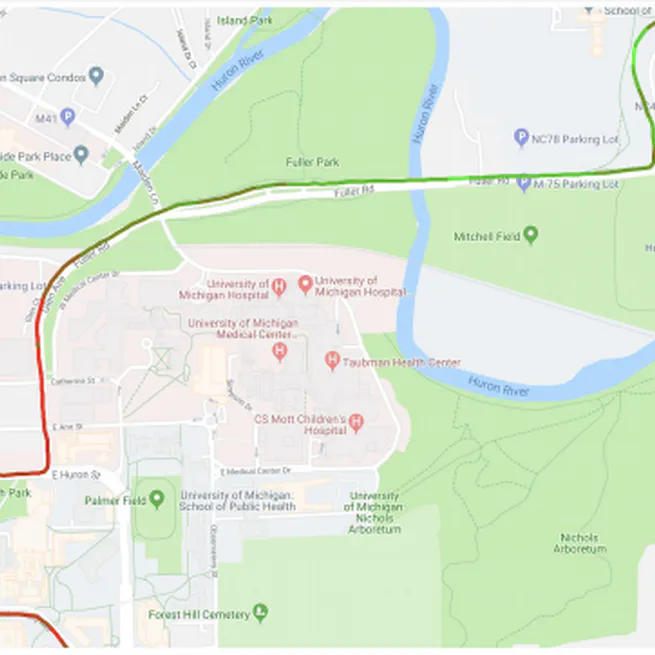 Island Park
Island Dr
Island Dr Ct
- School of
Huron River
n Square Condos
Maiden Ln Ct
M41
Island Dr
Huron River
NC78 Parking Lot
ide Park Place
Fuller Park
de Park
Maiden Ln
Fuller Rd
Fuller Rd
M-75 Parking Lot
Mitchell Field
Fuller Rd
W Medical Center Dr
arking Lot
Glen Ct
Glen Ave
University of
Michigan Hospital
University of
Michigan Hospital...
University of Michigan
Medical Center...
Taubman Health Center
Catherine St
Huron River
CS Mott Children's
Hospital
E Ann St
E Huron St
E Medical Center Dr
h Park
Palmer Field
University of Michigan:
School of Public Health
University
of Michigan
Nichols
Arboretum
Nichols
Arboretum
Observatory St
Forest Hill Cemetery